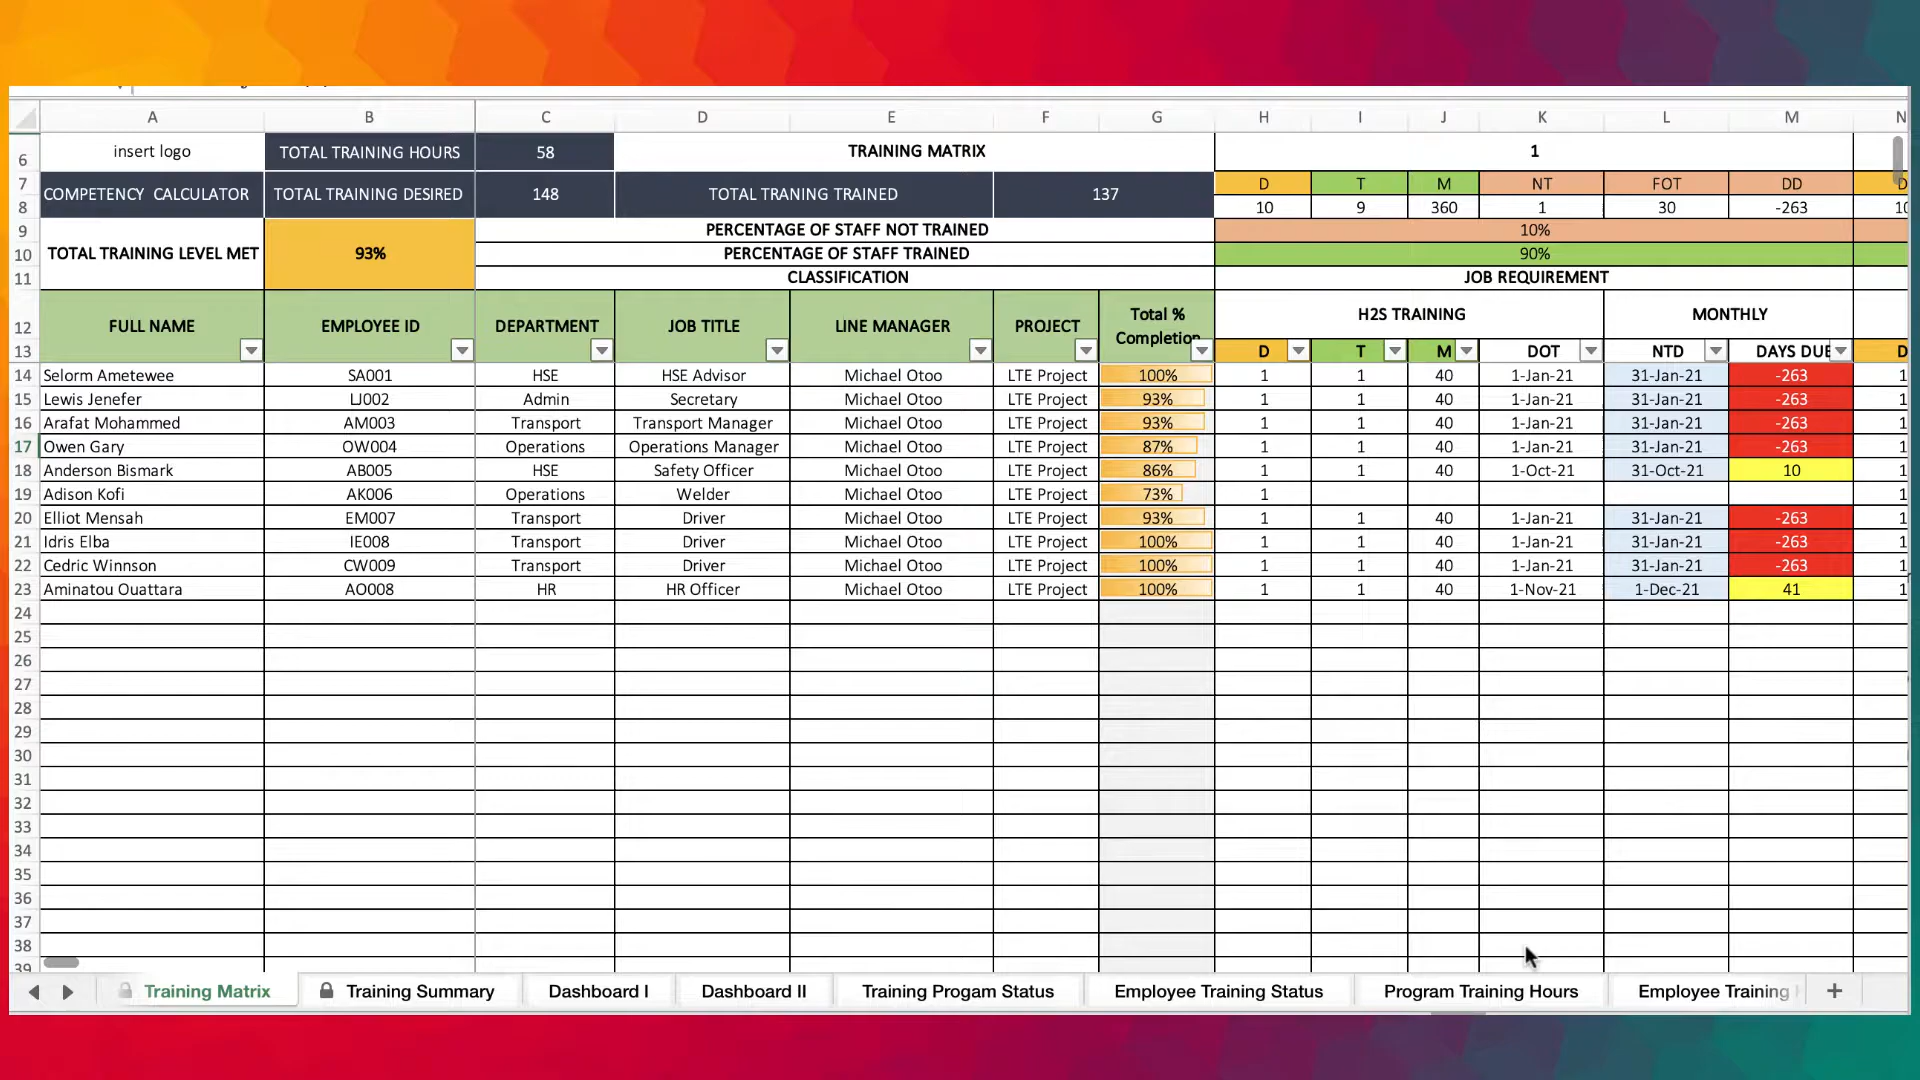 A B C D E F G H I J K L M N
6 insert logo TOTAL TRAINING HOURS 58 TRAINING MATRIX 1
7 COMPETENCY CALCULATOR TOTAL TRAINING DESIRED 148 TOTAL TRANING TRAINED 137 D T M NT FOT DD D
8 10 9 360 1 30 -263 10
9 PERCENTAGE OF STAFF NOT TRAINED 10%
10 TOTAL TRAINING LEVEL MET 93% PERCENTAGE OF STAFF TRAINED 90%
11 CLASSIFICATION JOB REQUIREMENT
12 FULL NAME EMPLOYEE ID DEPARTMENT JOB TITLE LINE MANAGER PROJECT Total % Completion H2S TRAINING MONTHLY
13 D T M DOT NTD DAYS DUE D
14 Selorm Ametewee SA001 HSE HSE Advisor Michael Otoo LTE Project 100% 1 1 40 1-Jan-21 31-Jan-21 -263 1
15 Lewis Jenefer LJ002 Admin Secretary Michael Otoo LTE Project 93% 1 1 40 1-Jan-21 31-Jan-21 -263 1
16 Arafat Mohammed AM003 Transport Transport Manager Michael Otoo LTE Project 93% 1 1 40 1-Jan-21 31-Jan-21 -263 1
17 Owen Gary OW004 Operations Operations Manager Michael Otoo LTE Project 87% 1 1 40 1-Jan-21 31-Jan-21 -263 1
18 Anderson Bismark AB005 HSE Safety Officer Michael Otoo LTE Project 86% 1 1 40 1-Oct-21 31-Oct-21 10 1
19 Adison Kofi AK006 Operations Welder Michael Otoo LTE Project 73% 1 1
20 Elliot Mensah EM007 Transport Driver Michael Otoo LTE Project 93% 1 1 40 1-Jan-21 31-Jan-21 -263 1
21 Idris Elba IE008 Transport Driver Michael Otoo LTE Project 100% 1 1 40 1-Jan-21 31-Jan-21 -263 1
22 Cedric Winnson CW009 Transport Driver Michael Otoo LTE Project 100% 1 1 40 1-Jan-21 31-Jan-21 -263 1
23 Aminatou Ouattara AO008 HR HR Officer Michael Otoo LTE Project 100% 1 1 40 1-Nov-21 1-Dec-21 41 1
24
25
26
27
28
29
30
31
32
33
34
35
36
37
38
39
Training Matrix Training Summary Dashboard I Dashboard II Training Progam Status Employee Training Status Program Training Hours Employee Training